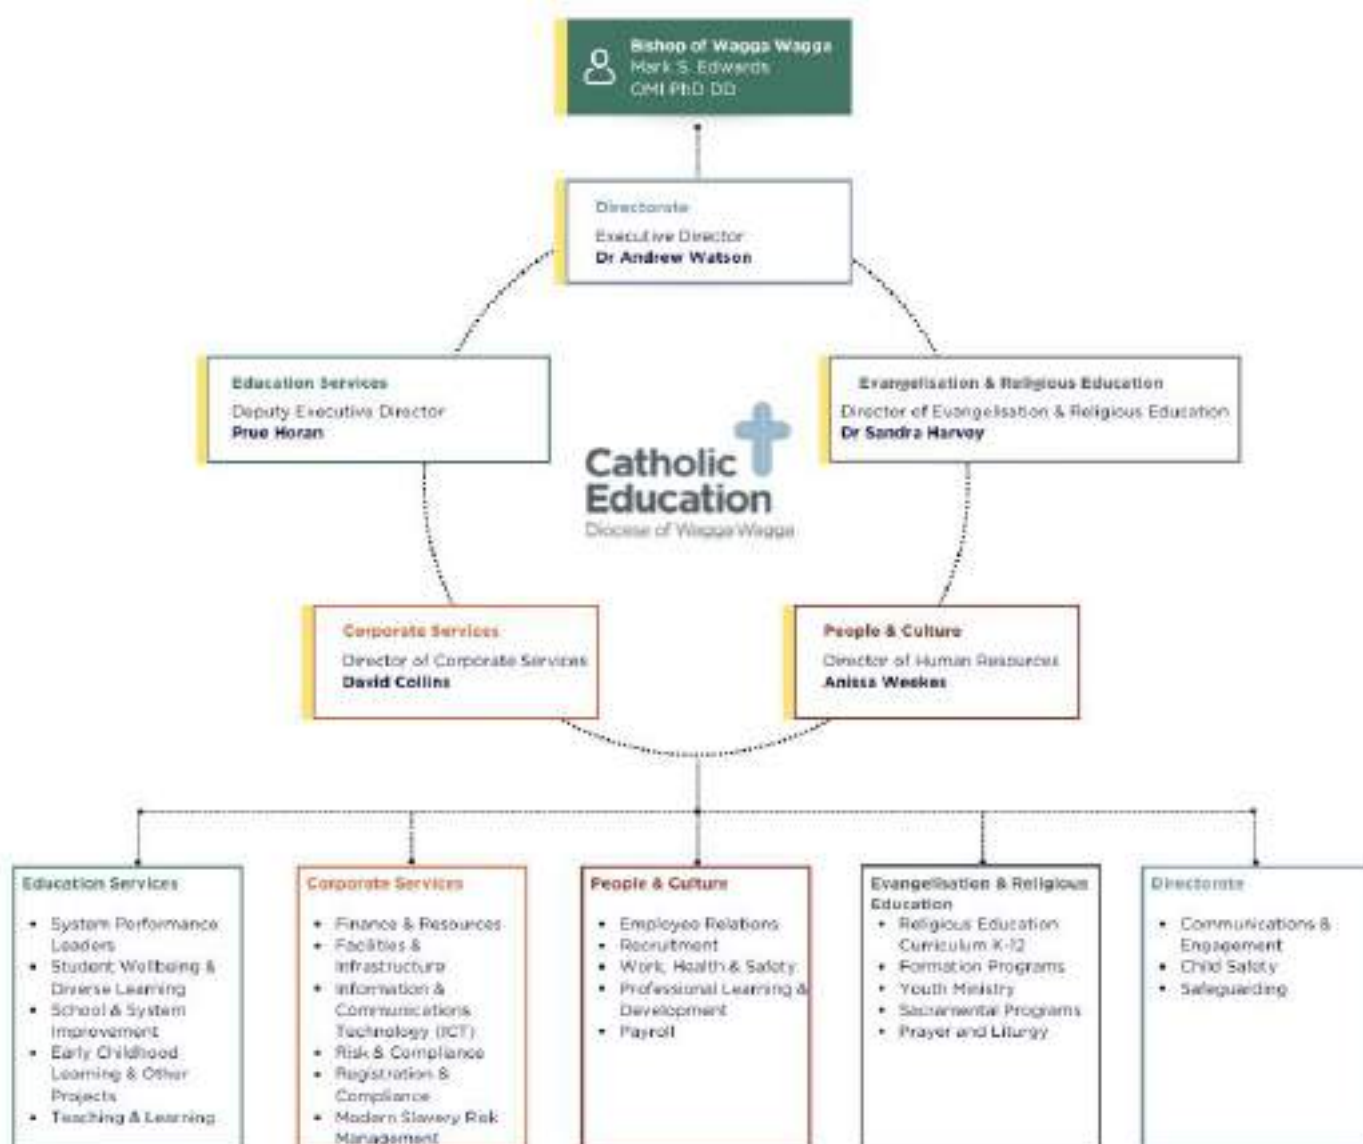 Bishop of Wagga Wagga
Mark S. Edwards
OMI PhD DD
Directorate
Executive Director
Dr Andrew Watson
Education Services
Deputy Executive Director
Prue Horan
Evangelisation & Religious Education
Director of Evangelisation & Religious Education
Dr Sandra Harvey
Catholic
Education
Diocese of Wagga Wagga
Corporate Services
Director of Corporate Services
David Collins
People & Culture
Director of Human Resources
Anissa Weekes
Education Services
• System Performance
Leaders
• Student Wellbeing &
Diverse Learning
• School & System
Improvement
• Early Childhood
Learning & Other
Projects
• Teaching & Learning
Corporate Services
• Finance & Resources
• Facilities &
Infrastructure
• Information &
Communications
Technology (ICT)
• Risk & Compliance
• Registration &
Compliance
• Modern Slavery Risk
Management
People & Culture
• Employee Relations
• Recruitment
• Work, Health & Safety
• Professional Learning &
Development
• Payroll
Evangelisation & Religious
Education
• Religious Education
Curriculum K-12
• Formation Programs
• Youth Ministry
• Sacramental Programs
• Prayer and Liturgy
Directorate
• Communications &
Engagement
• Child Safety
• Safeguarding